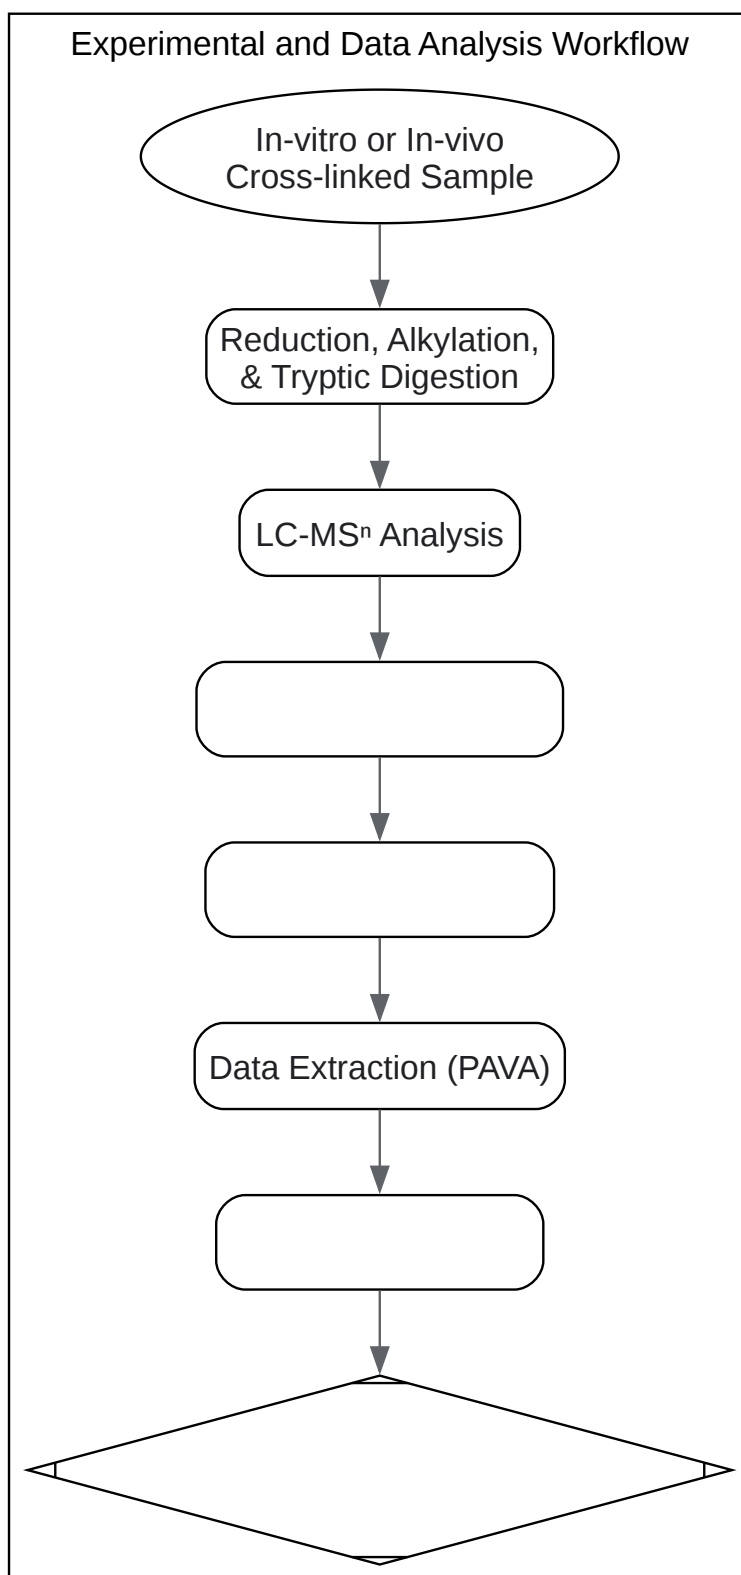 Experimental and Data Analysis Workflow
In-vitro or In-vivo
Cross-linked Sample
Reduction, Alkylation,
& Tryptic Digestion
LC-MSⁿ Analysis
Data Extraction (PAVA)